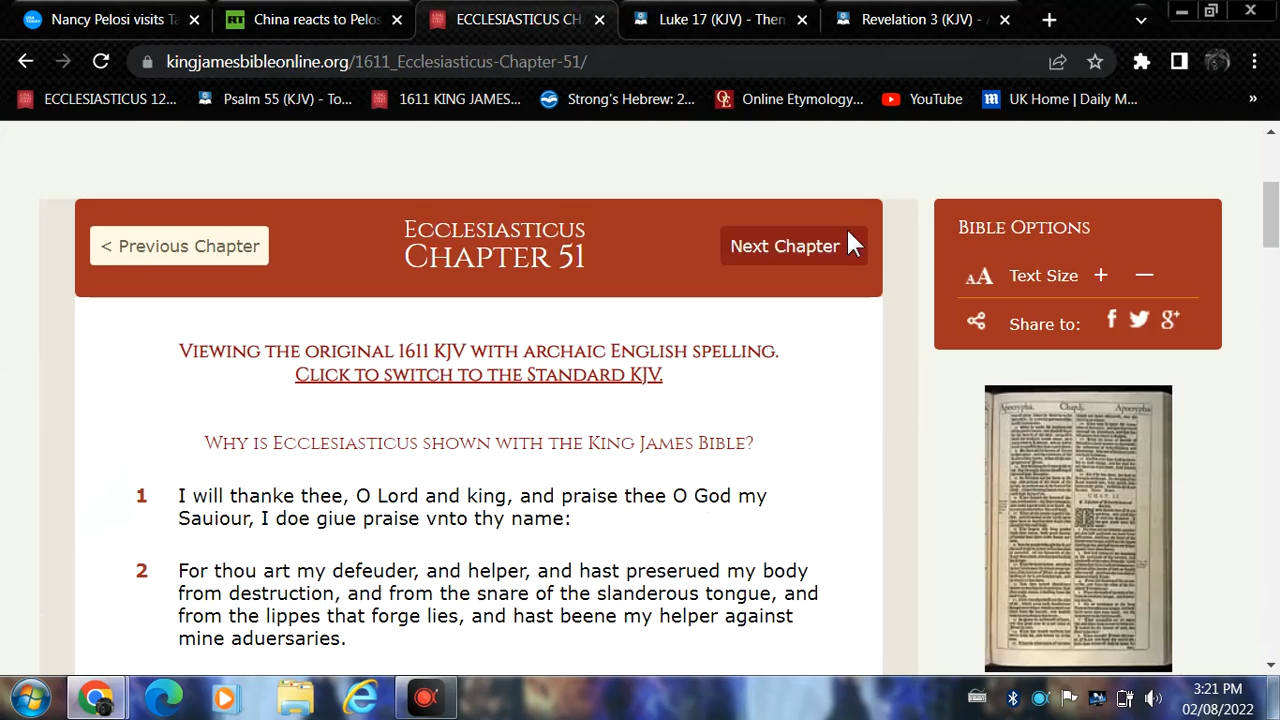 Nancy Pelosi visits Ta
China reacts to Pelos
ECCLESIASTICUS CH
Luke 17 (KJV) - Then
Revelation 3 (KJV) - A
kingjamesbibleonline.org/1611_Ecclesiasticus-Chapter-51/
ECCLESIASTICUS 12...
Psalm 55 (KJV) - To...
1611 KING JAMES...
Strong's Hebrew: 2...
Online Etymology...
YouTube
UK Home | Daily M...
»
< Previous Chapter
Ecclesiasticus
Chapter 51
Next Chapter
Bible Options
AA Text Size + −
Share to: f g+
Viewing the original 1611 KJV with archaic English spelling.
Click to switch to the Standard KJV.
Why is Ecclesiasticus shown with the King James Bible?
1 I will thanke thee, O Lord and king, and praise thee O God my
Sauiour, I doe giue praise vnto thy name:
2 For thou art my defeuder, and helper, and hast preserued my body
from destruction, and from the snare of the slanderous tongue, and
from the lippes that forge lies, and hast beene my helper against
mine aduersaries.
Apocrypha. Apocrypha.
3:21 PM
02/08/2022